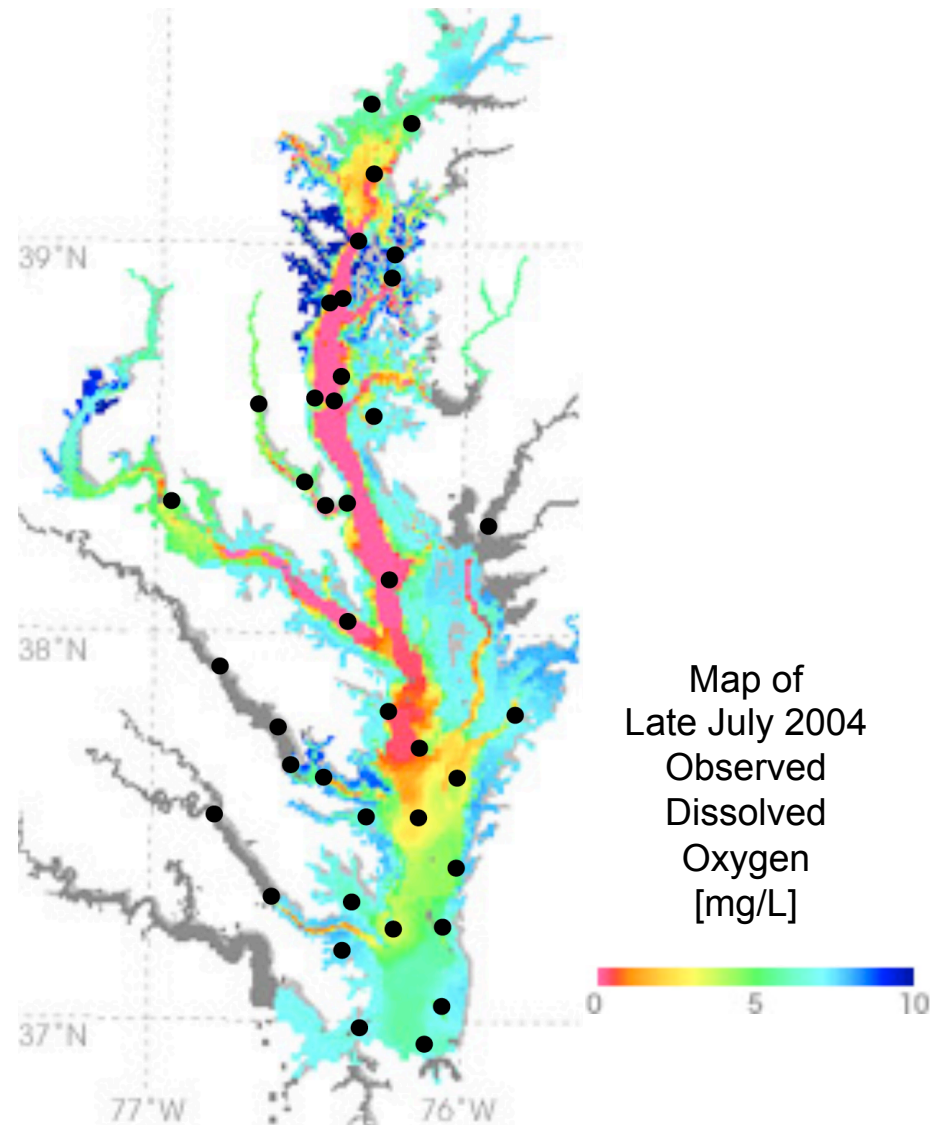 39°N
38°N
37°N
77°W
76°W
Map of
Late July 2004
Observed
Dissolved
Oxygen
[mg/L]
0
5
10